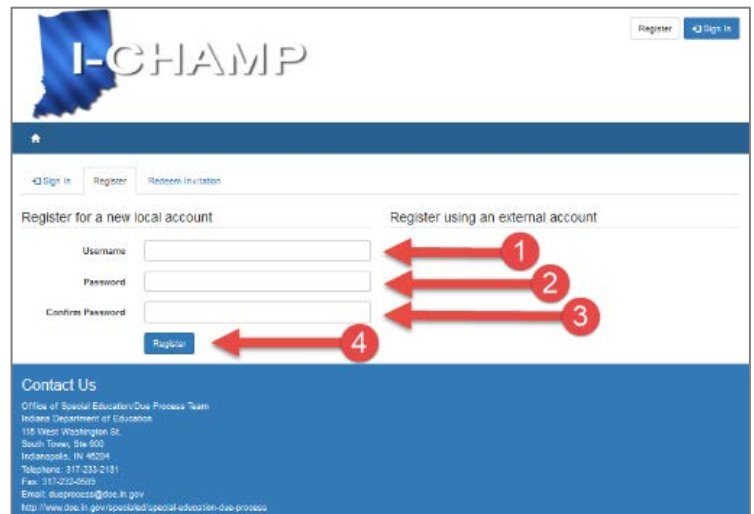 I-CHAMP
Register
Sign In
Sign In Register Redeem Invitation
Register for a new local account
Register using an external account
Username
1
Password
2
Confirm Password
3
Register
4
Contact Us
Office of Special Education/Due Process Team
Indiana Department of Education
115 West Washington St.
South Tower, Ste 600
Indianapolis, IN 46204
Telephone: 317-233-2131
Fax: 317-232-0589
Email: dueprocess@doe.in.gov
http://www.doe.in.gov/specialed/special-education-due-process